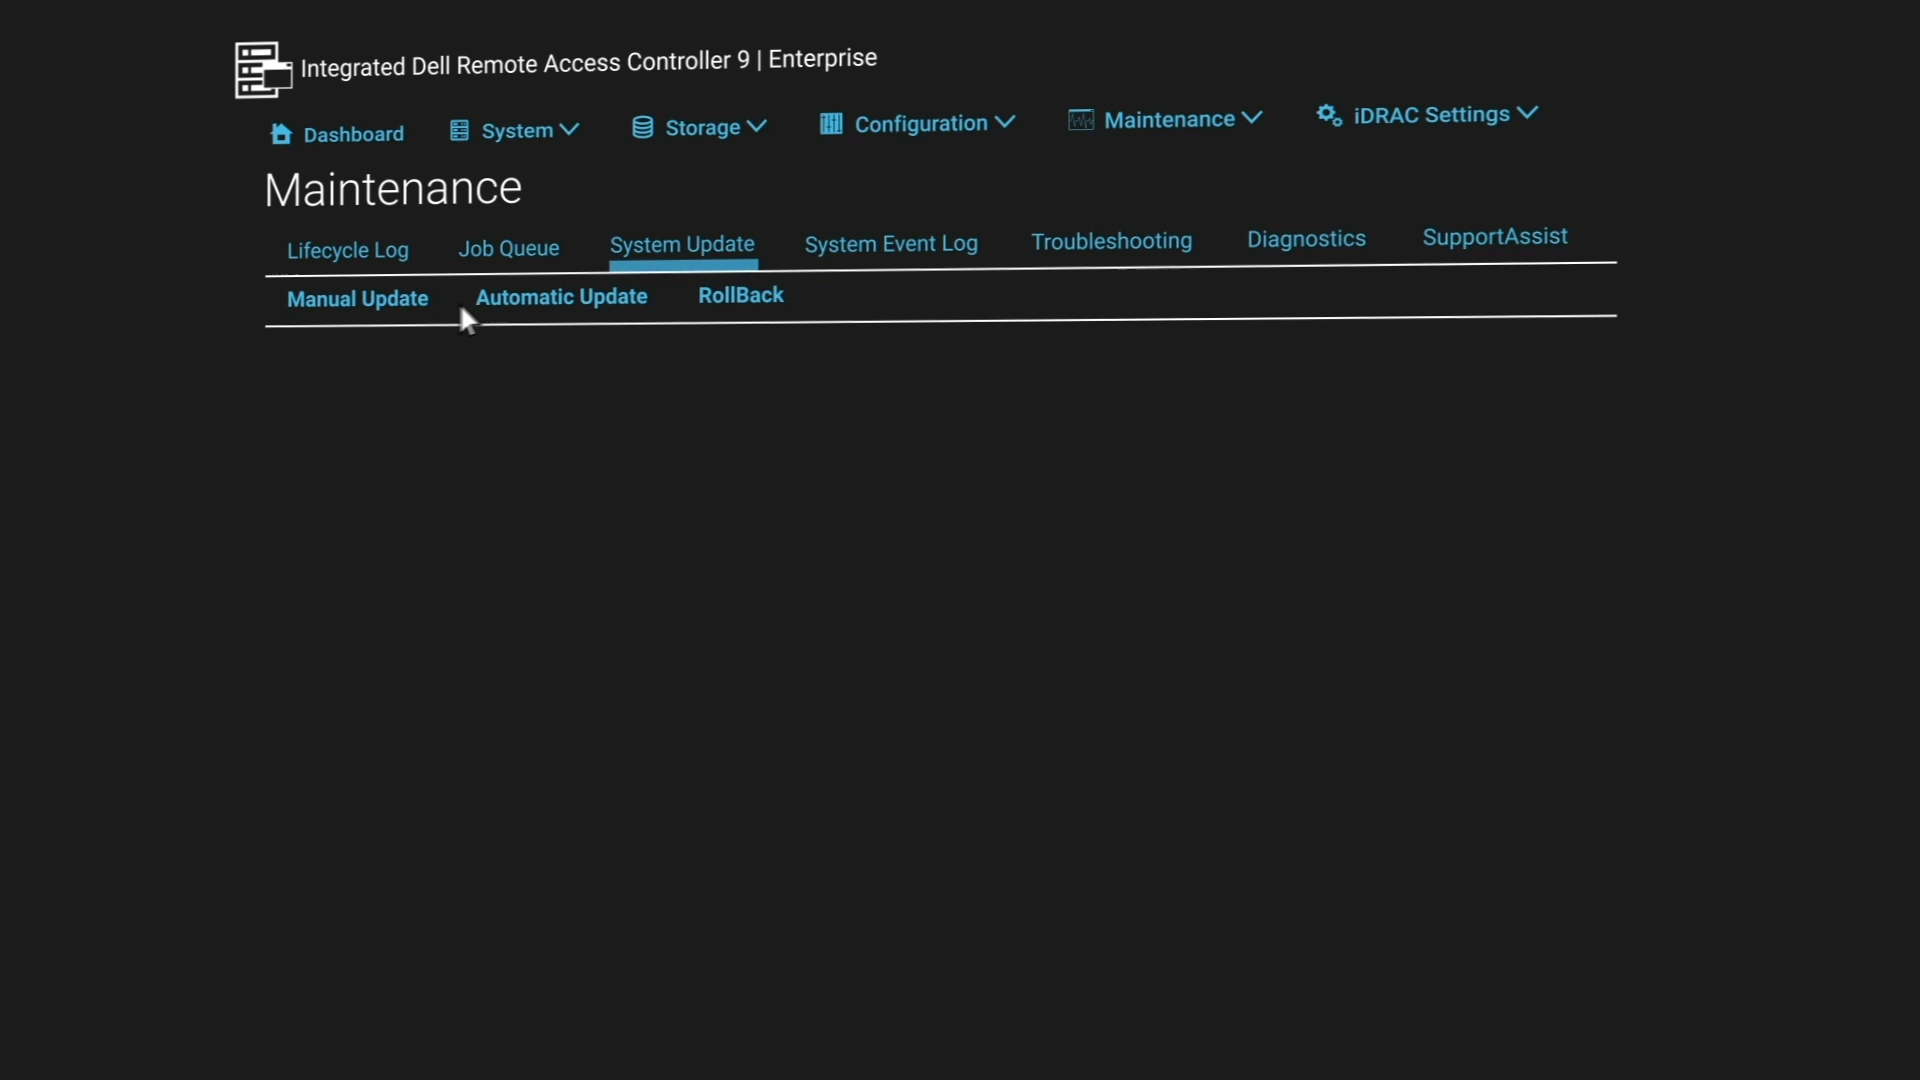 Integrated Dell Remote Access Controller 9 | Enterprise
Dashboard System Storage Configuration Maintenance iDRAC Settings
Maintenance
Lifecycle Log Job Queue System Update System Event Log Troubleshooting Diagnostics SupportAssist
Manual Update Automatic Update RollBack